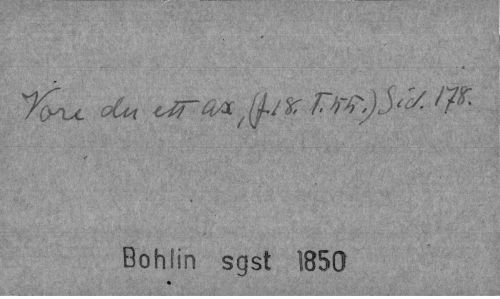 Vore du ett ax, (f.18. T.55.) Sid. 178.
Bohlin sgst 1850